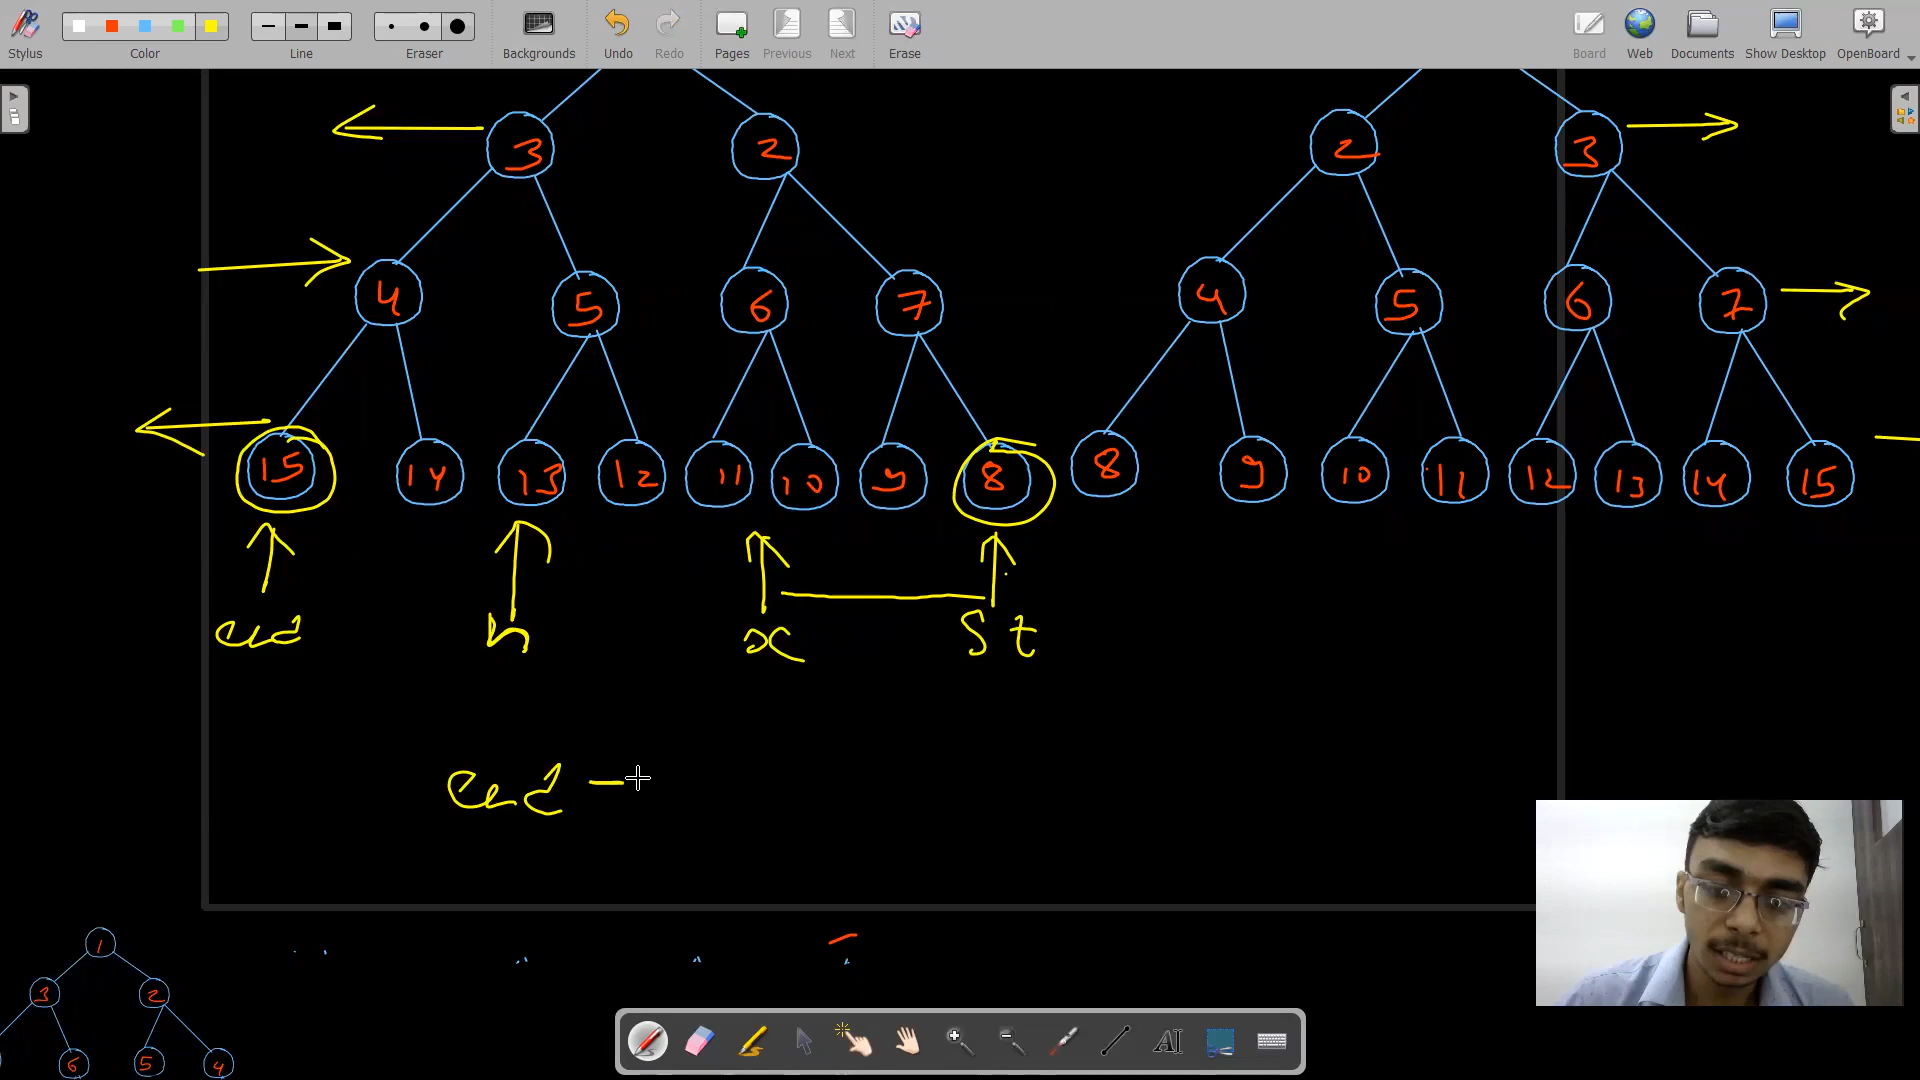 Stylus Color Line Eraser Backgrounds Undo Redo Pages Previous Next Erase Board Web Documents Show Desktop OpenBoard
3 2 2 3
4 5 6 7 4 5 6 7
15 14 13 12 11 10 9 8 8 9 10 11 12 13 14 15
end n x St
end -
1
3 2
6 5 4
AI